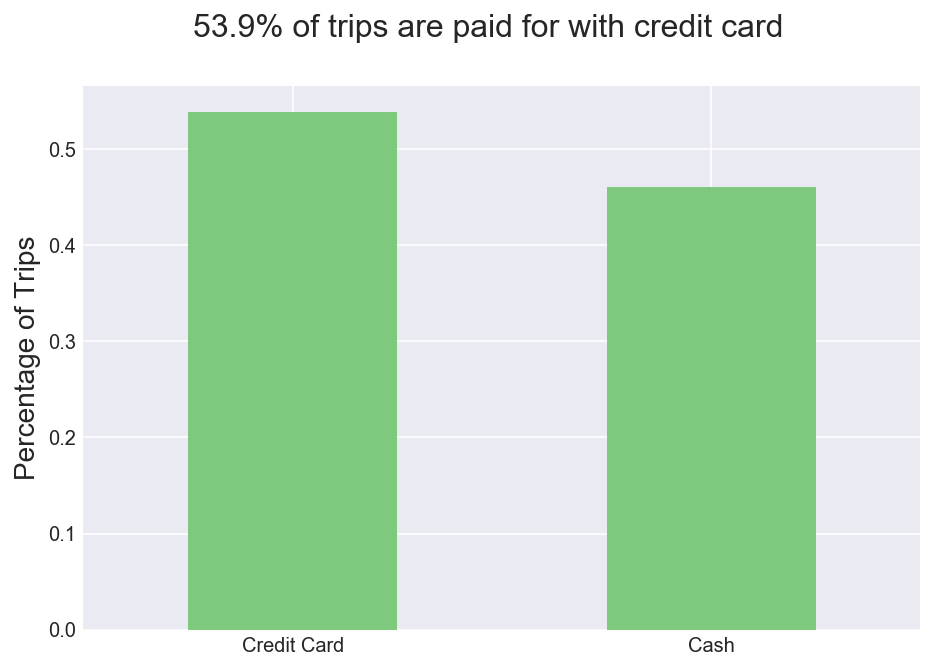 53.9% of trips are paid for with credit card
Percentage of Trips
0.5
0.4
0.3
0.2
0.1
0.0
Credit Card
Cash